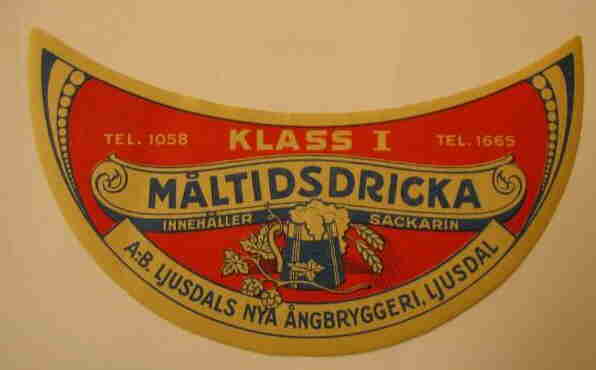 TEL. 1058 KLASS I TEL. 1665
MÅLTIDSDRICKA
INNEHÅLLER SACKARIN
A.-B. LJUSDALS NYA ÅNGBRYGGERI, LJUSDAL